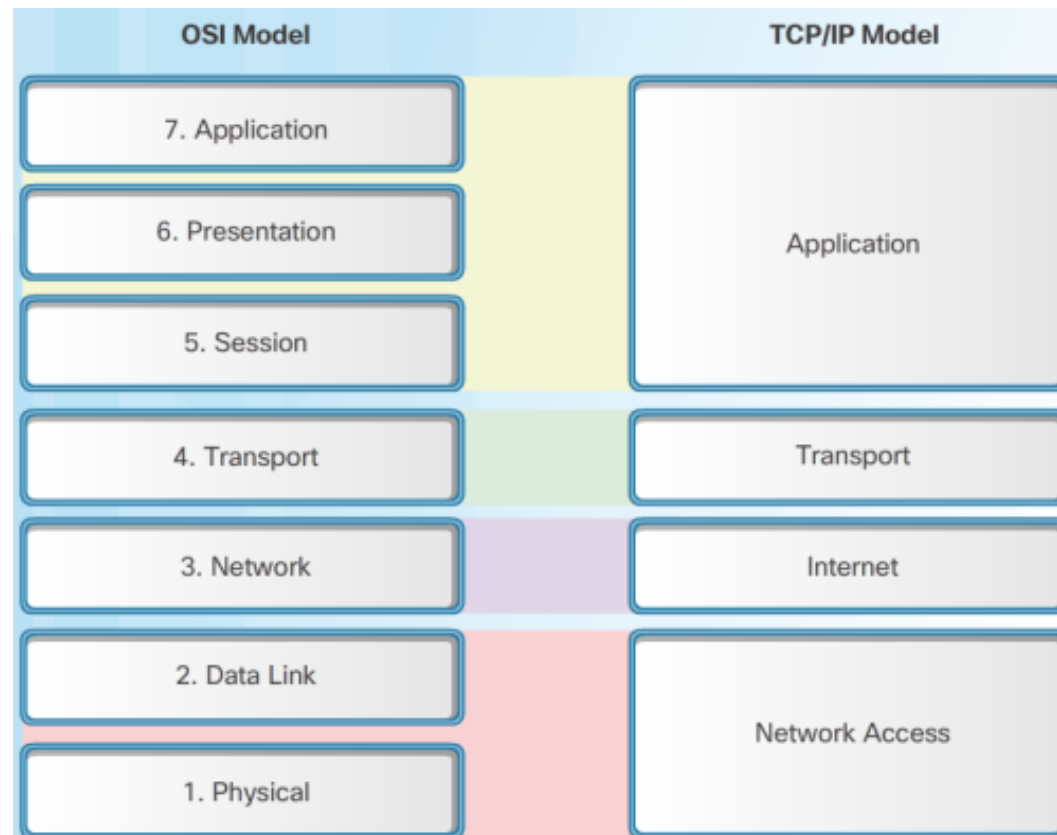 OSI Model
TCP/IP Model
7. Application
6. Presentation
5. Session
4. Transport
3. Network
2. Data Link
1. Physical
Application
Transport
Internet
Network Access